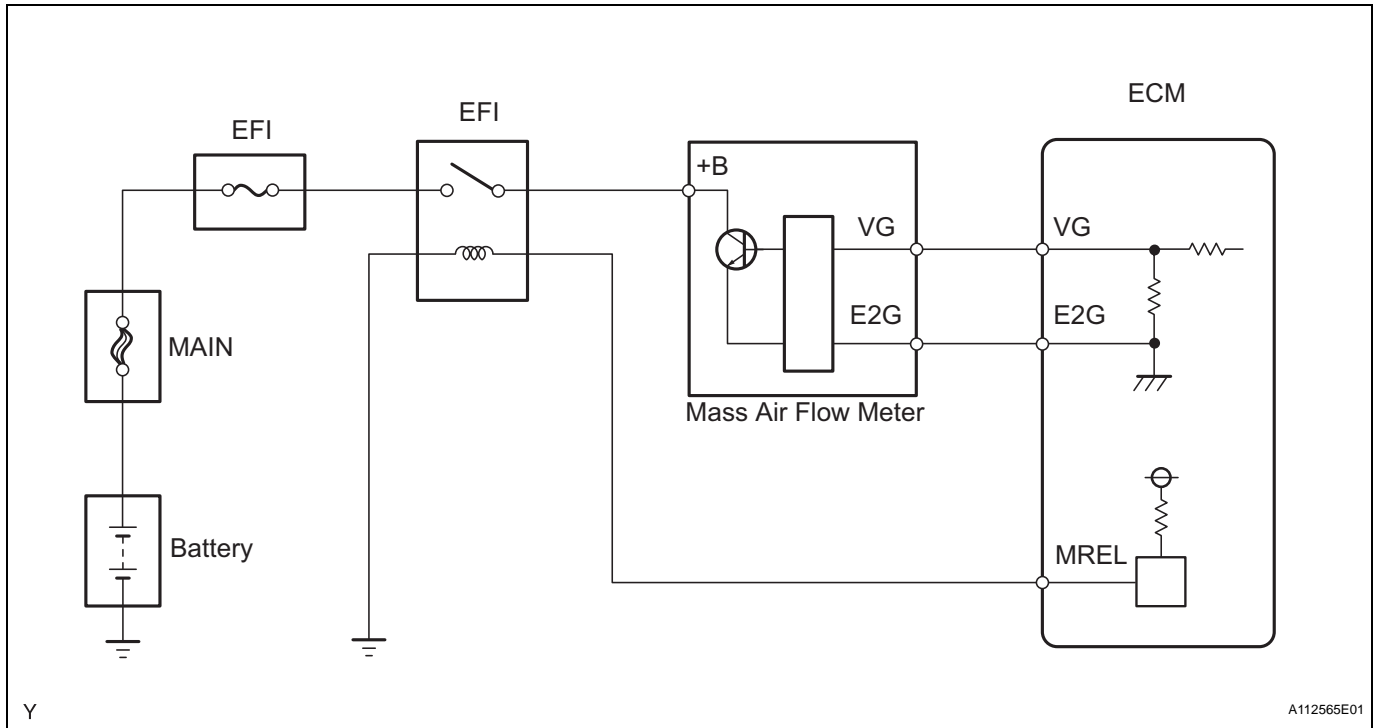 ECM
EFI
EFI
+B
VG
VG
E2G
E2G
MAIN
Mass Air Flow Meter
Battery
MREL
Y
A112565E01